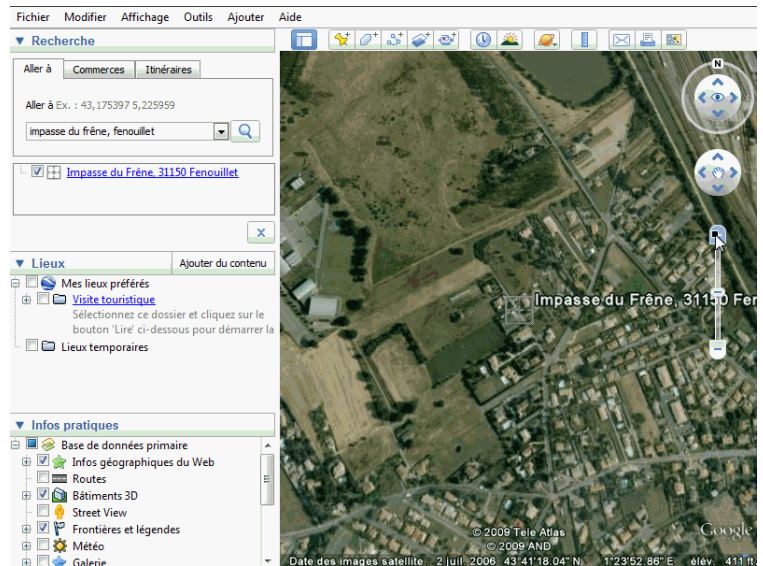 Fichier Modifier Affichage Outils Ajouter Aide
Recherche
Aller à Commerces Itinéraires
Aller à Ex. : 43,175397 5,225959
impasse du frêne, fenouillet
Impasse du Frêne, 31150 Fenouillet
Lieux
Ajouter du contenu
Mes lieux préférés
Visite touristique
Sélectionnez ce dossier et cliquez sur le
bouton 'Lire' ci-dessous pour démarrer la
Lieux temporaires
Infos pratiques
Base de données primaire
Infos géographiques du Web
Routes
Bâtiments 3D
Street View
Frontières et légendes
Météo
Galerie
N
Impasse du Frêne, 31150 Fen
© 2009 Tele Atlas
© 2009 AND
Google
Date des images satellite : 2 juil. 2006 43°41'18.04" N 1°23'52.86" E élév. 411 ft